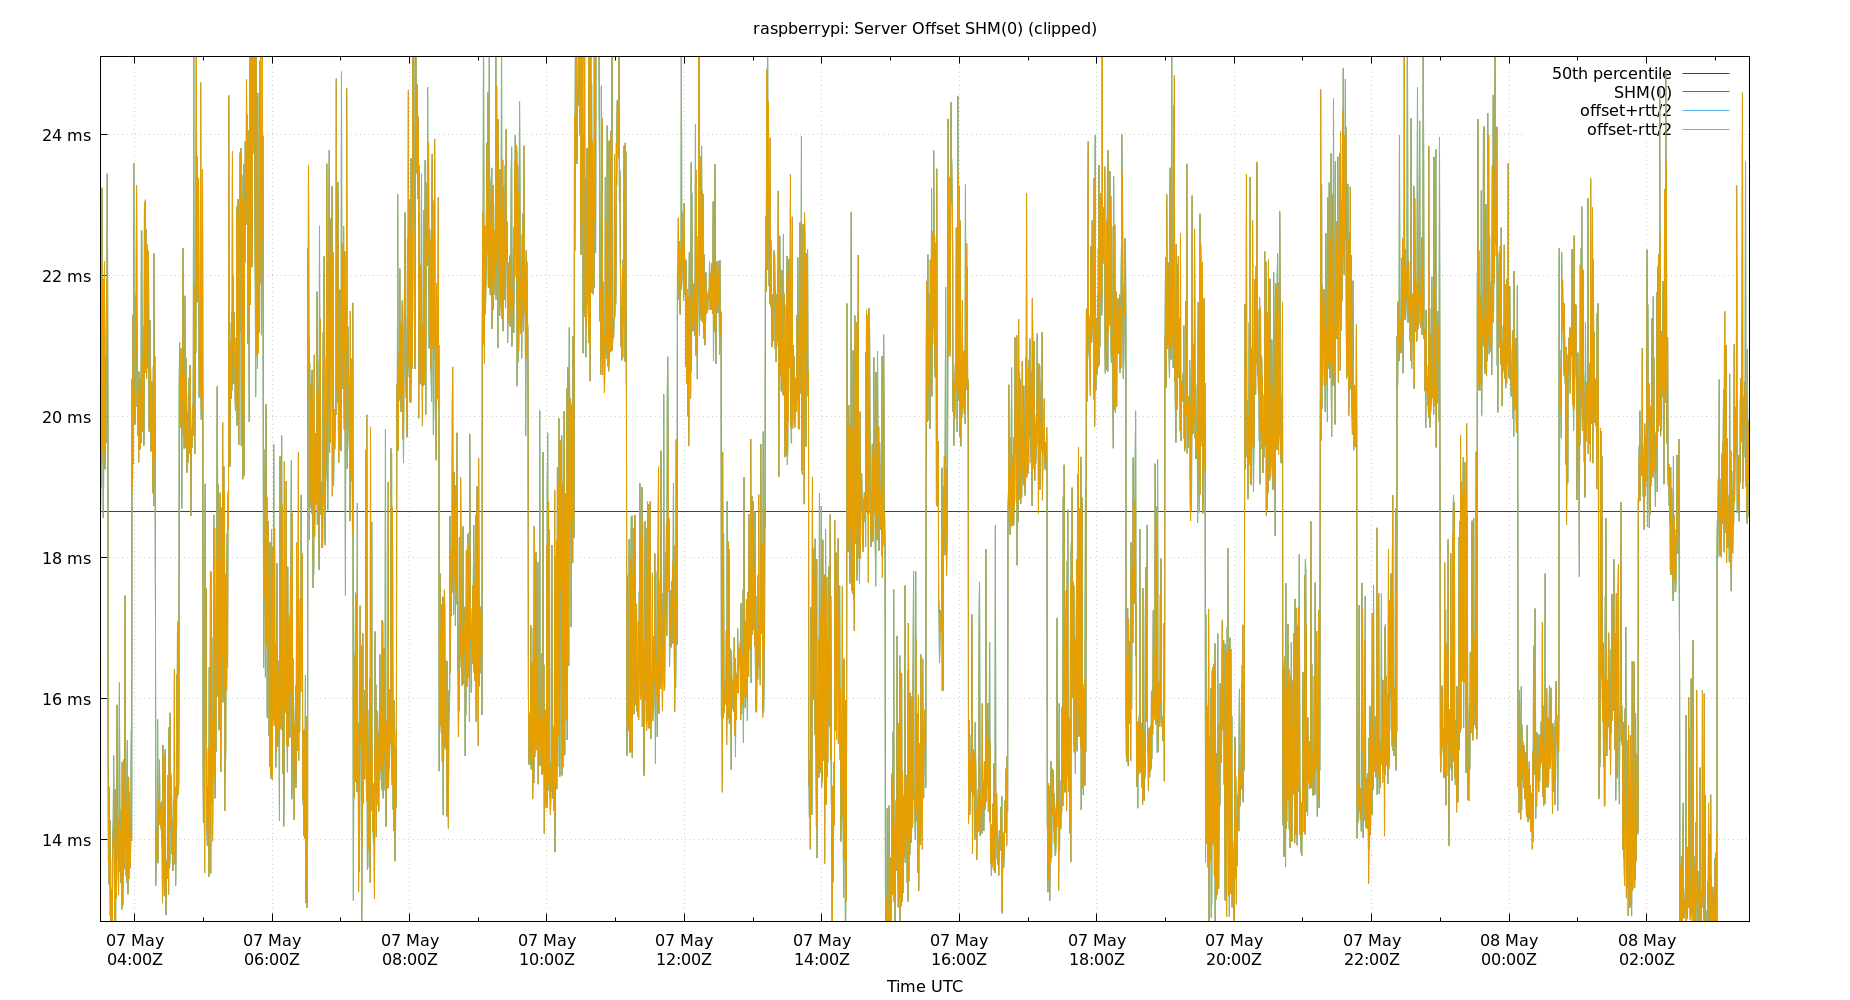 raspberrypi: Server Offset SHM(0) (clipped)
50th percentile
SHM(0)
offset+rtt/2
offset-rtt/2
24 ms
22 ms
20 ms
18 ms
16 ms
14 ms
07 May 07 May 07 May 07 May 07 May 07 May 07 May 07 May 07 May 07 May 08 May 08 May
04:00Z 06:00Z 08:00Z 10:00Z 12:00Z 14:00Z 16:00Z 18:00Z 20:00Z 22:00Z 00:00Z 02:00Z
Time UTC